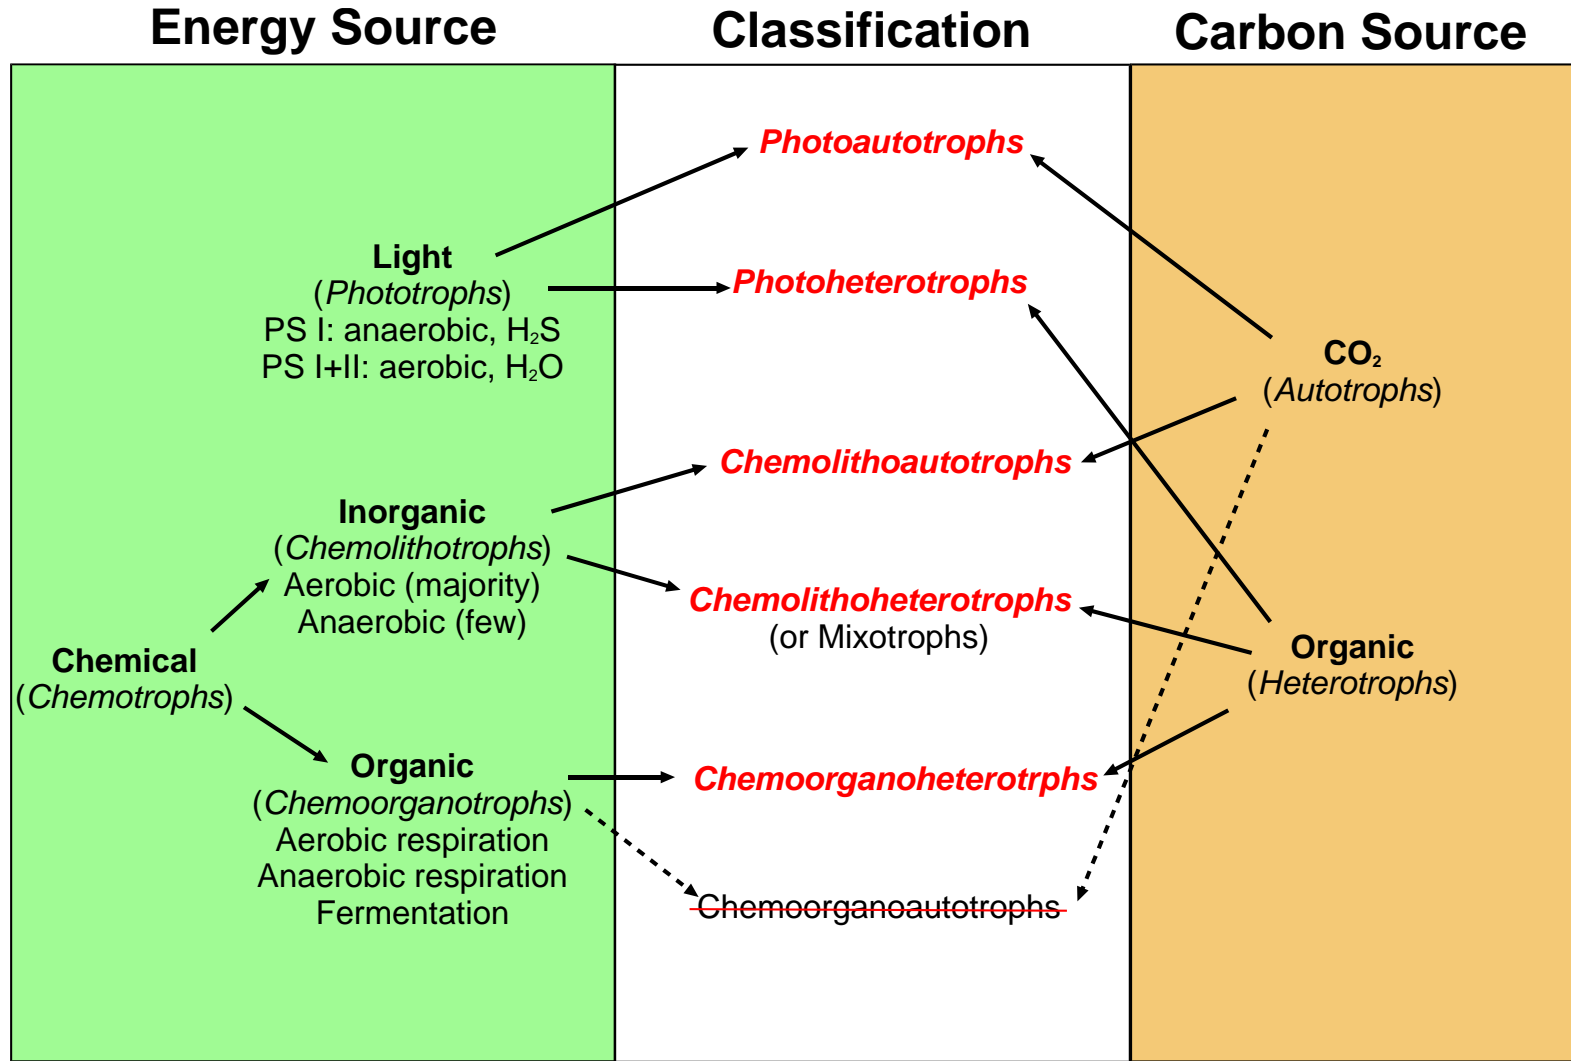 Energy Source
Classification
Carbon Source
Photoautotrophs
Light
(Phototrophs)
PS I: anaerobic, H₂S
PS I+II: aerobic, H₂O
Photoheterotrophs
CO₂
(Autotrophs)
Chemolithoautotrophs
Inorganic
(Chemolithotrophs)
Aerobic (majority)
Anaerobic (few)
Chemolithoheterotrophs
(or Mixotrophs)
Chemical
(Chemotrophs)
Organic
(Heterotrophs)
Organic
(Chemoorganotrophs)
Aerobic respiration
Anaerobic respiration
Fermentation
Chemoorganoheterotrphs
Chemoorganoautotrophs